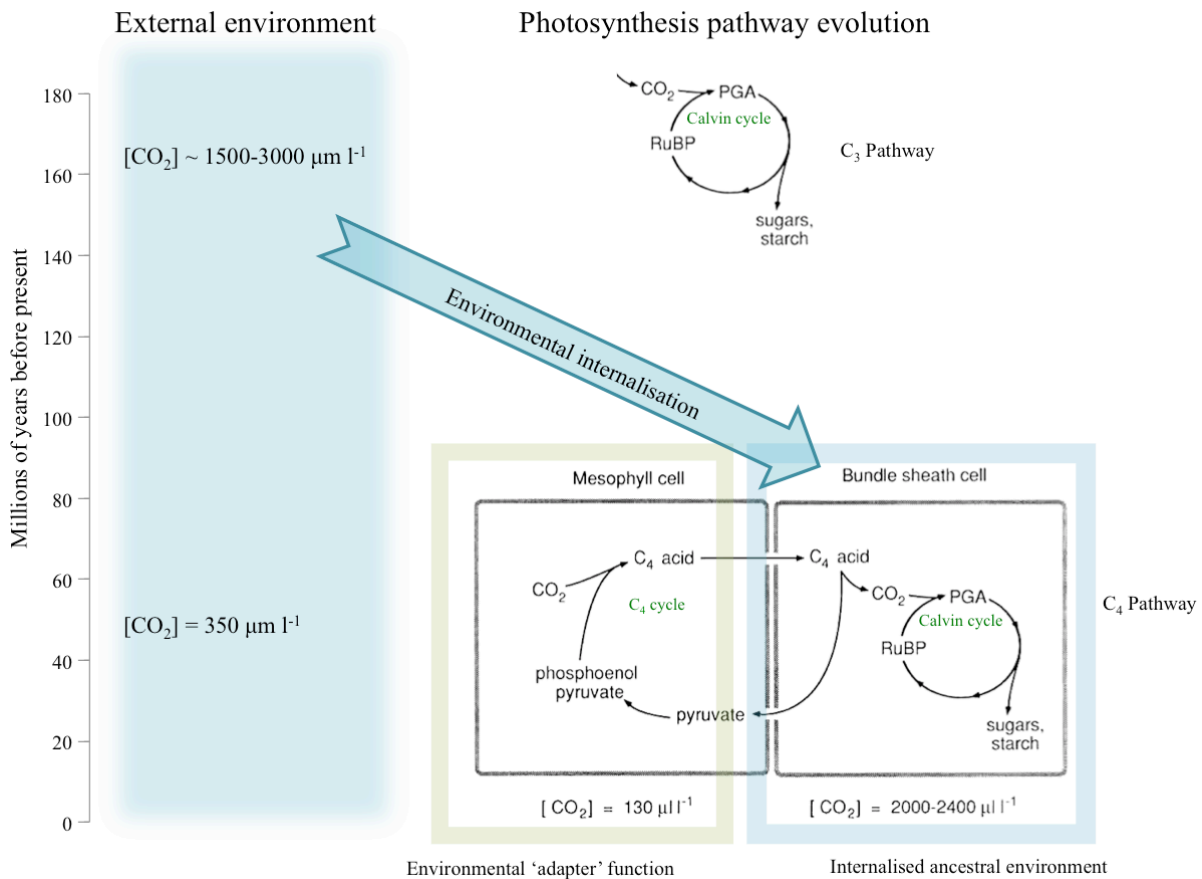 External environment
Photosynthesis pathway evolution
Millions of years before present
180
160
140
120
100
80
60
40
20
0
[CO₂] ~ 1500-3000 μm l⁻¹
[CO₂] = 350 μm l⁻¹
CO₂
PGA
Calvin cycle
RuBP
sugars,
starch
C₃ Pathway
Environmental internalisation
Mesophyll cell
C₄ acid
CO₂
C₄ cycle
phosphoenol
pyruvate
pyruvate
[ CO₂] = 130 μl l⁻¹
Environmental ‘adapter’ function
Bundle sheath cell
C₄ acid
CO₂
PGA
Calvin cycle
RuBP
sugars,
starch
[ CO₂] = 2000-2400 μl l⁻¹
Internalised ancestral environment
C₄ Pathway